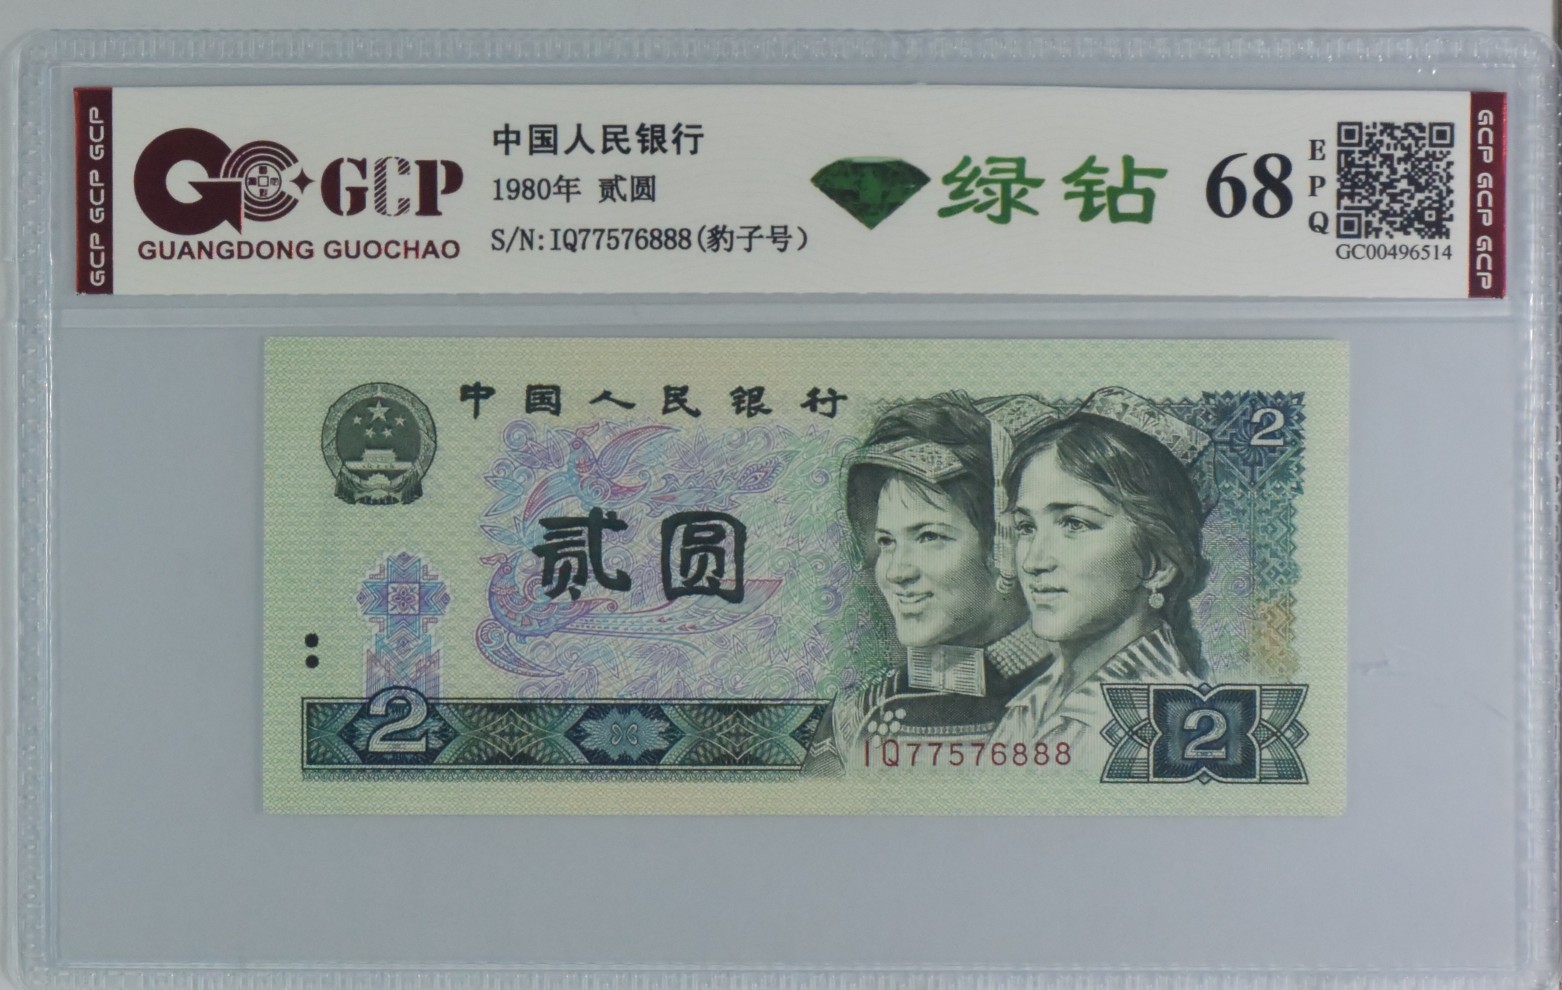 GCP GCP GCP
GCP
GUANGDONG GUOCHAO
中国人民银行
1980年 贰圆
S/N:IQ77576888(豹子号)
绿钻
68
EPQ
GC00496514
GCP GCP GCP
中国人民银行
2
贰圆
2
IQ77576888
2